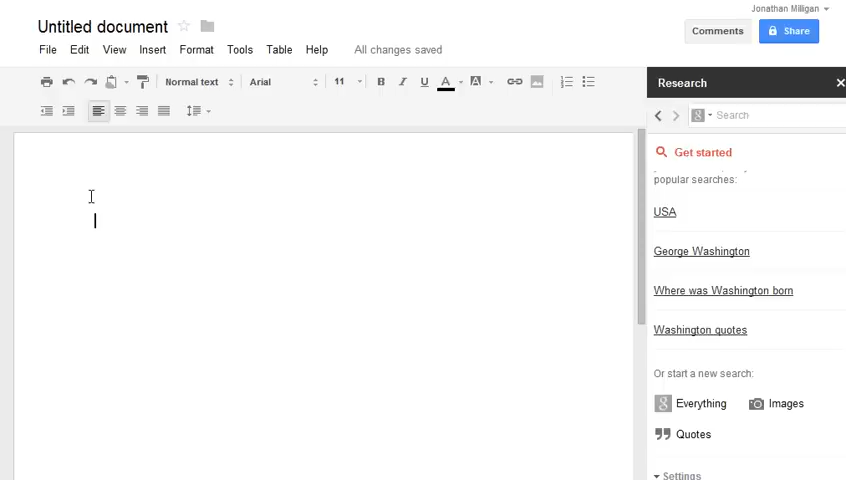 Jonathan Milligan
Untitled document
File Edit View Insert Format Tools Table Help All changes saved
Comments Share
Normal text Arial 11 B I U A A
Research
Search
Get started
popular searches:
USA
George Washington
Where was Washington born
Washington quotes
Or start a new search:
Everything Images
Quotes
Settings